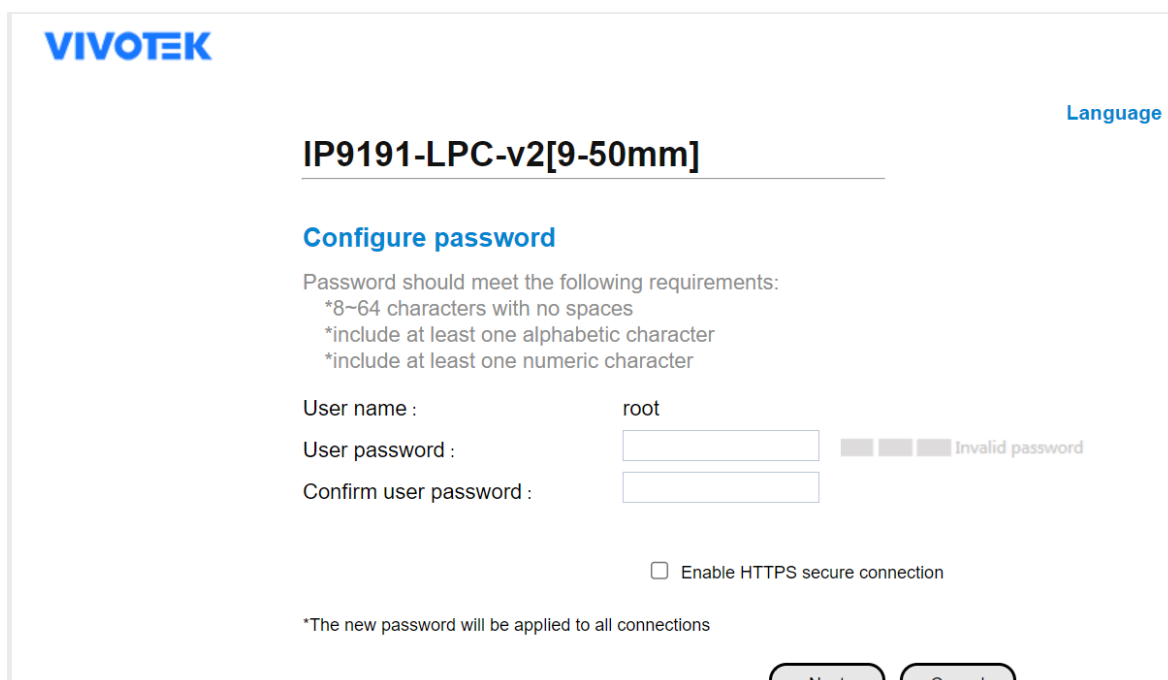 VIVOTEK
Language
IP9191-LPC-v2[9-50mm]
Configure password
Password should meet the following requirements:
*8~64 characters with no spaces
*include at least one alphabetic character
*include at least one numeric character
User name : root
User password : Invalid password
Confirm user password :
Enable HTTPS secure connection
*The new password will be applied to all connections